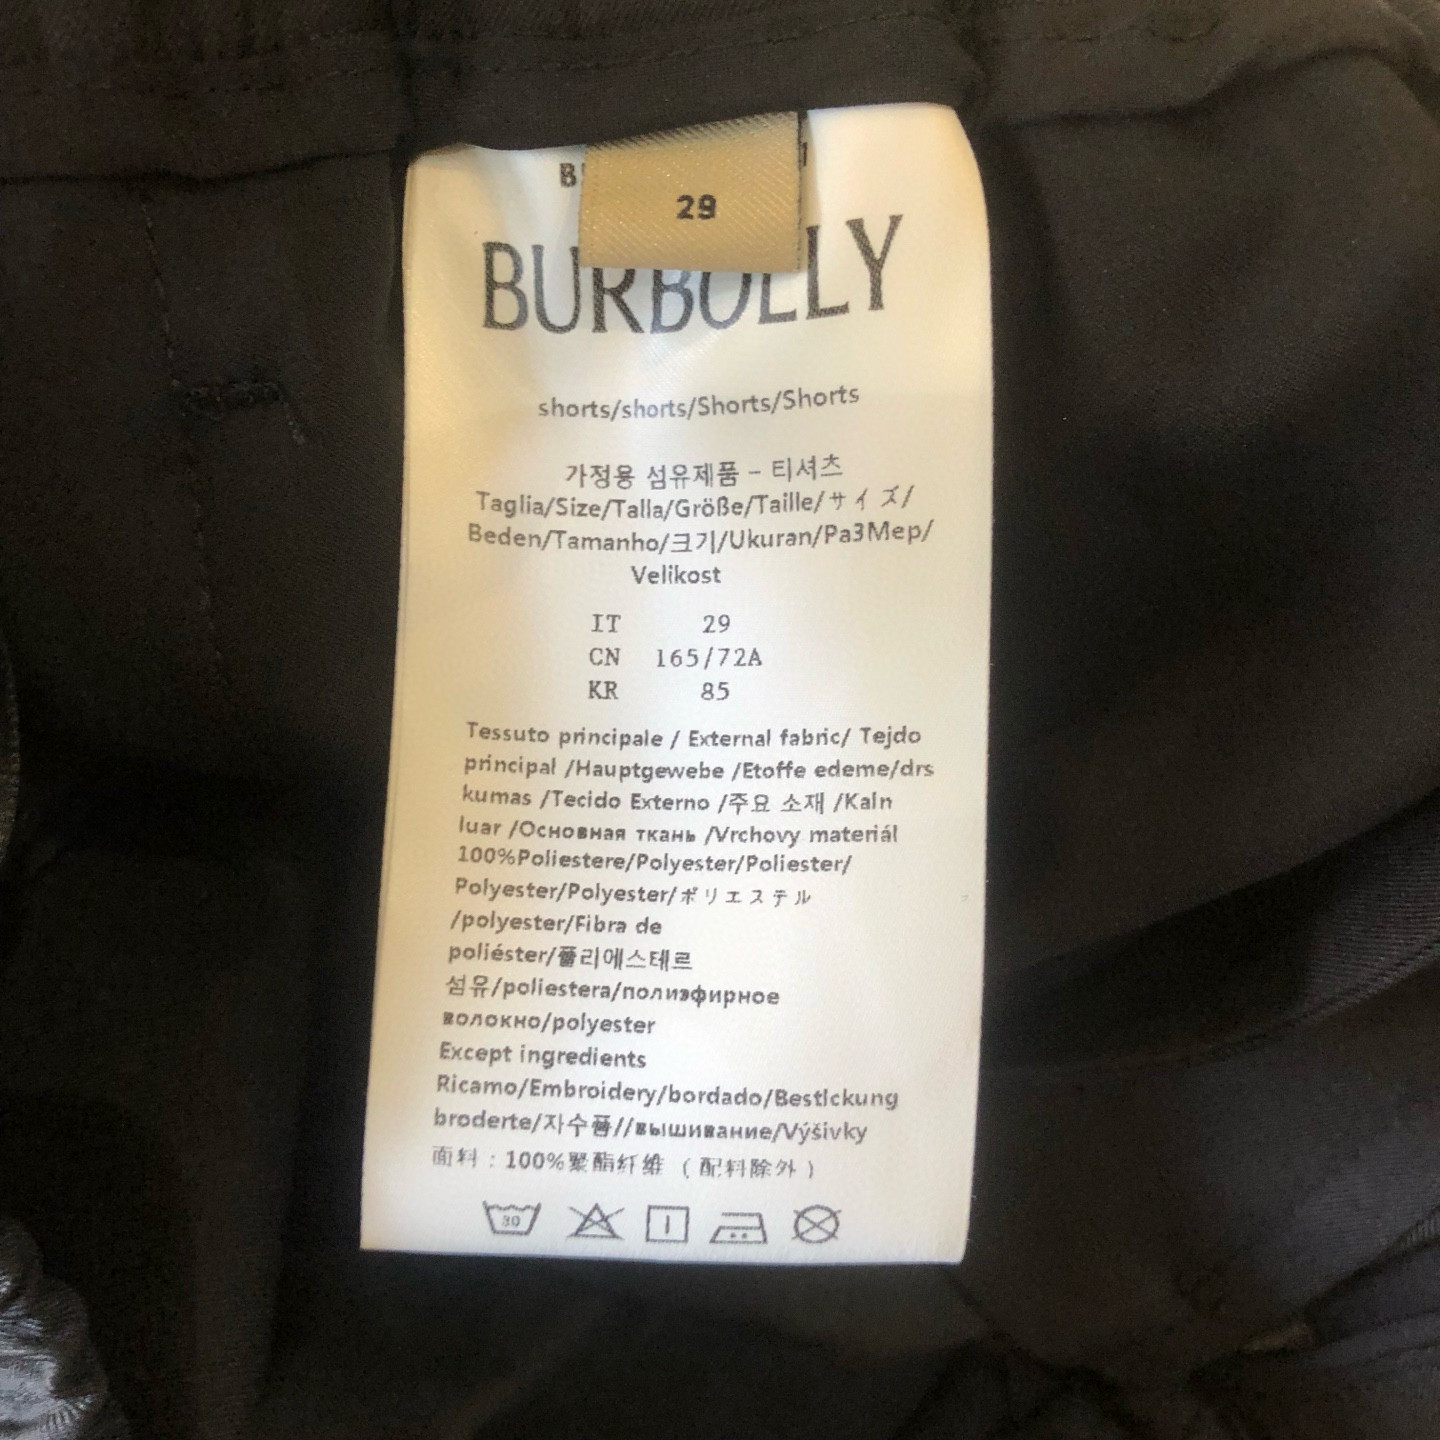 29
BURBOLLY
shorts/shorts/Shorts/Shorts
가정용 섬유제품 - 티셔츠
Taglia/Size/Talla/Größe/Taille/サイズ/
Beden/Tamanho/크기/Ukuran/Pa3Mep/
Velikost
IT 29
CN 165/72A
KR 85
Tessuto principale / External fabric/ Tejdo
principal /Hauptgewebe /Etoffe edeme/drs
kumas /Tecido Externo /주요 소재 /Kaln
luar /Основная ткань /Vrchovy materiál
100%Poliestere/Polyester/Poliester/
Polyester/Polyester/ポリエステル
/polyester/Fibra de
poliéster/폴리에스테르
섬유/poliestera/полиэфирное
волокно/polyester
Except ingredients
Ricamo/Embroidery/bordado/Bestlckung
broderte/자수품//вышивание/Výšivky
面料：100%聚酯纤维（配料除外）
30